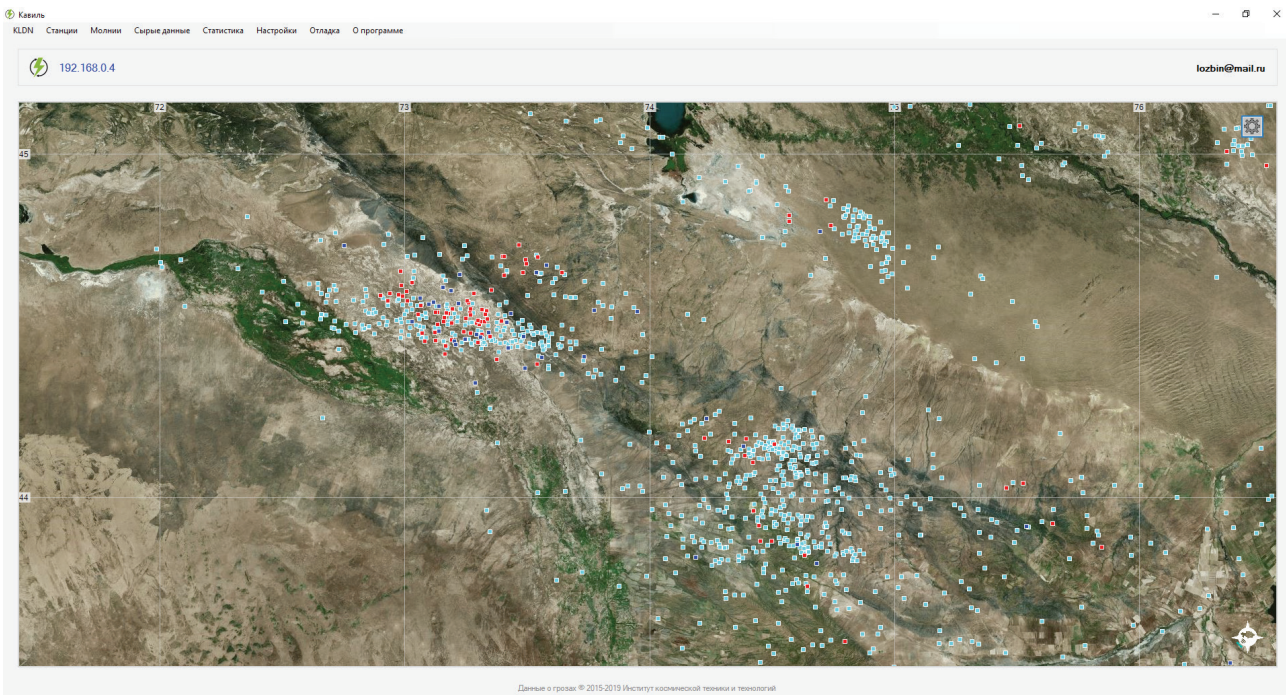 Кавиль
KLDN Станции Молнии Сырые данные Статистика Настройки Отладка О программе
192.168.0.4 lozbin@mail.ru
72 73 74 75 76
45
44
Данные о грозах © 2015-2019 Институт космической техники и технологий